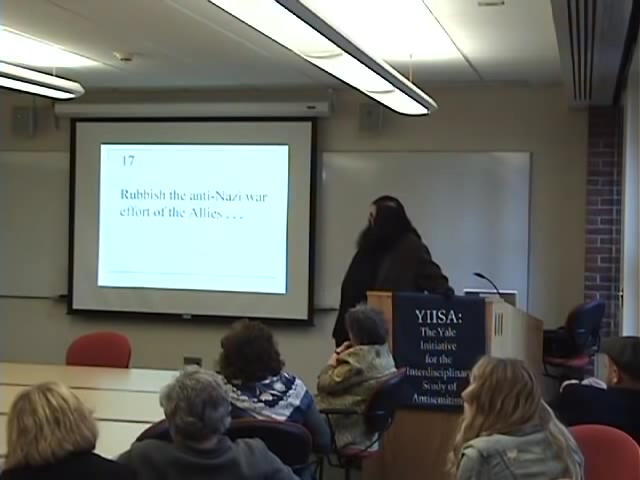 17
Rubbish the anti-Nazi war
effort of the Allies . . .
YIISA:
The Yale
Initiative
for the
Interdisciplinary
Study of
Antisemitism